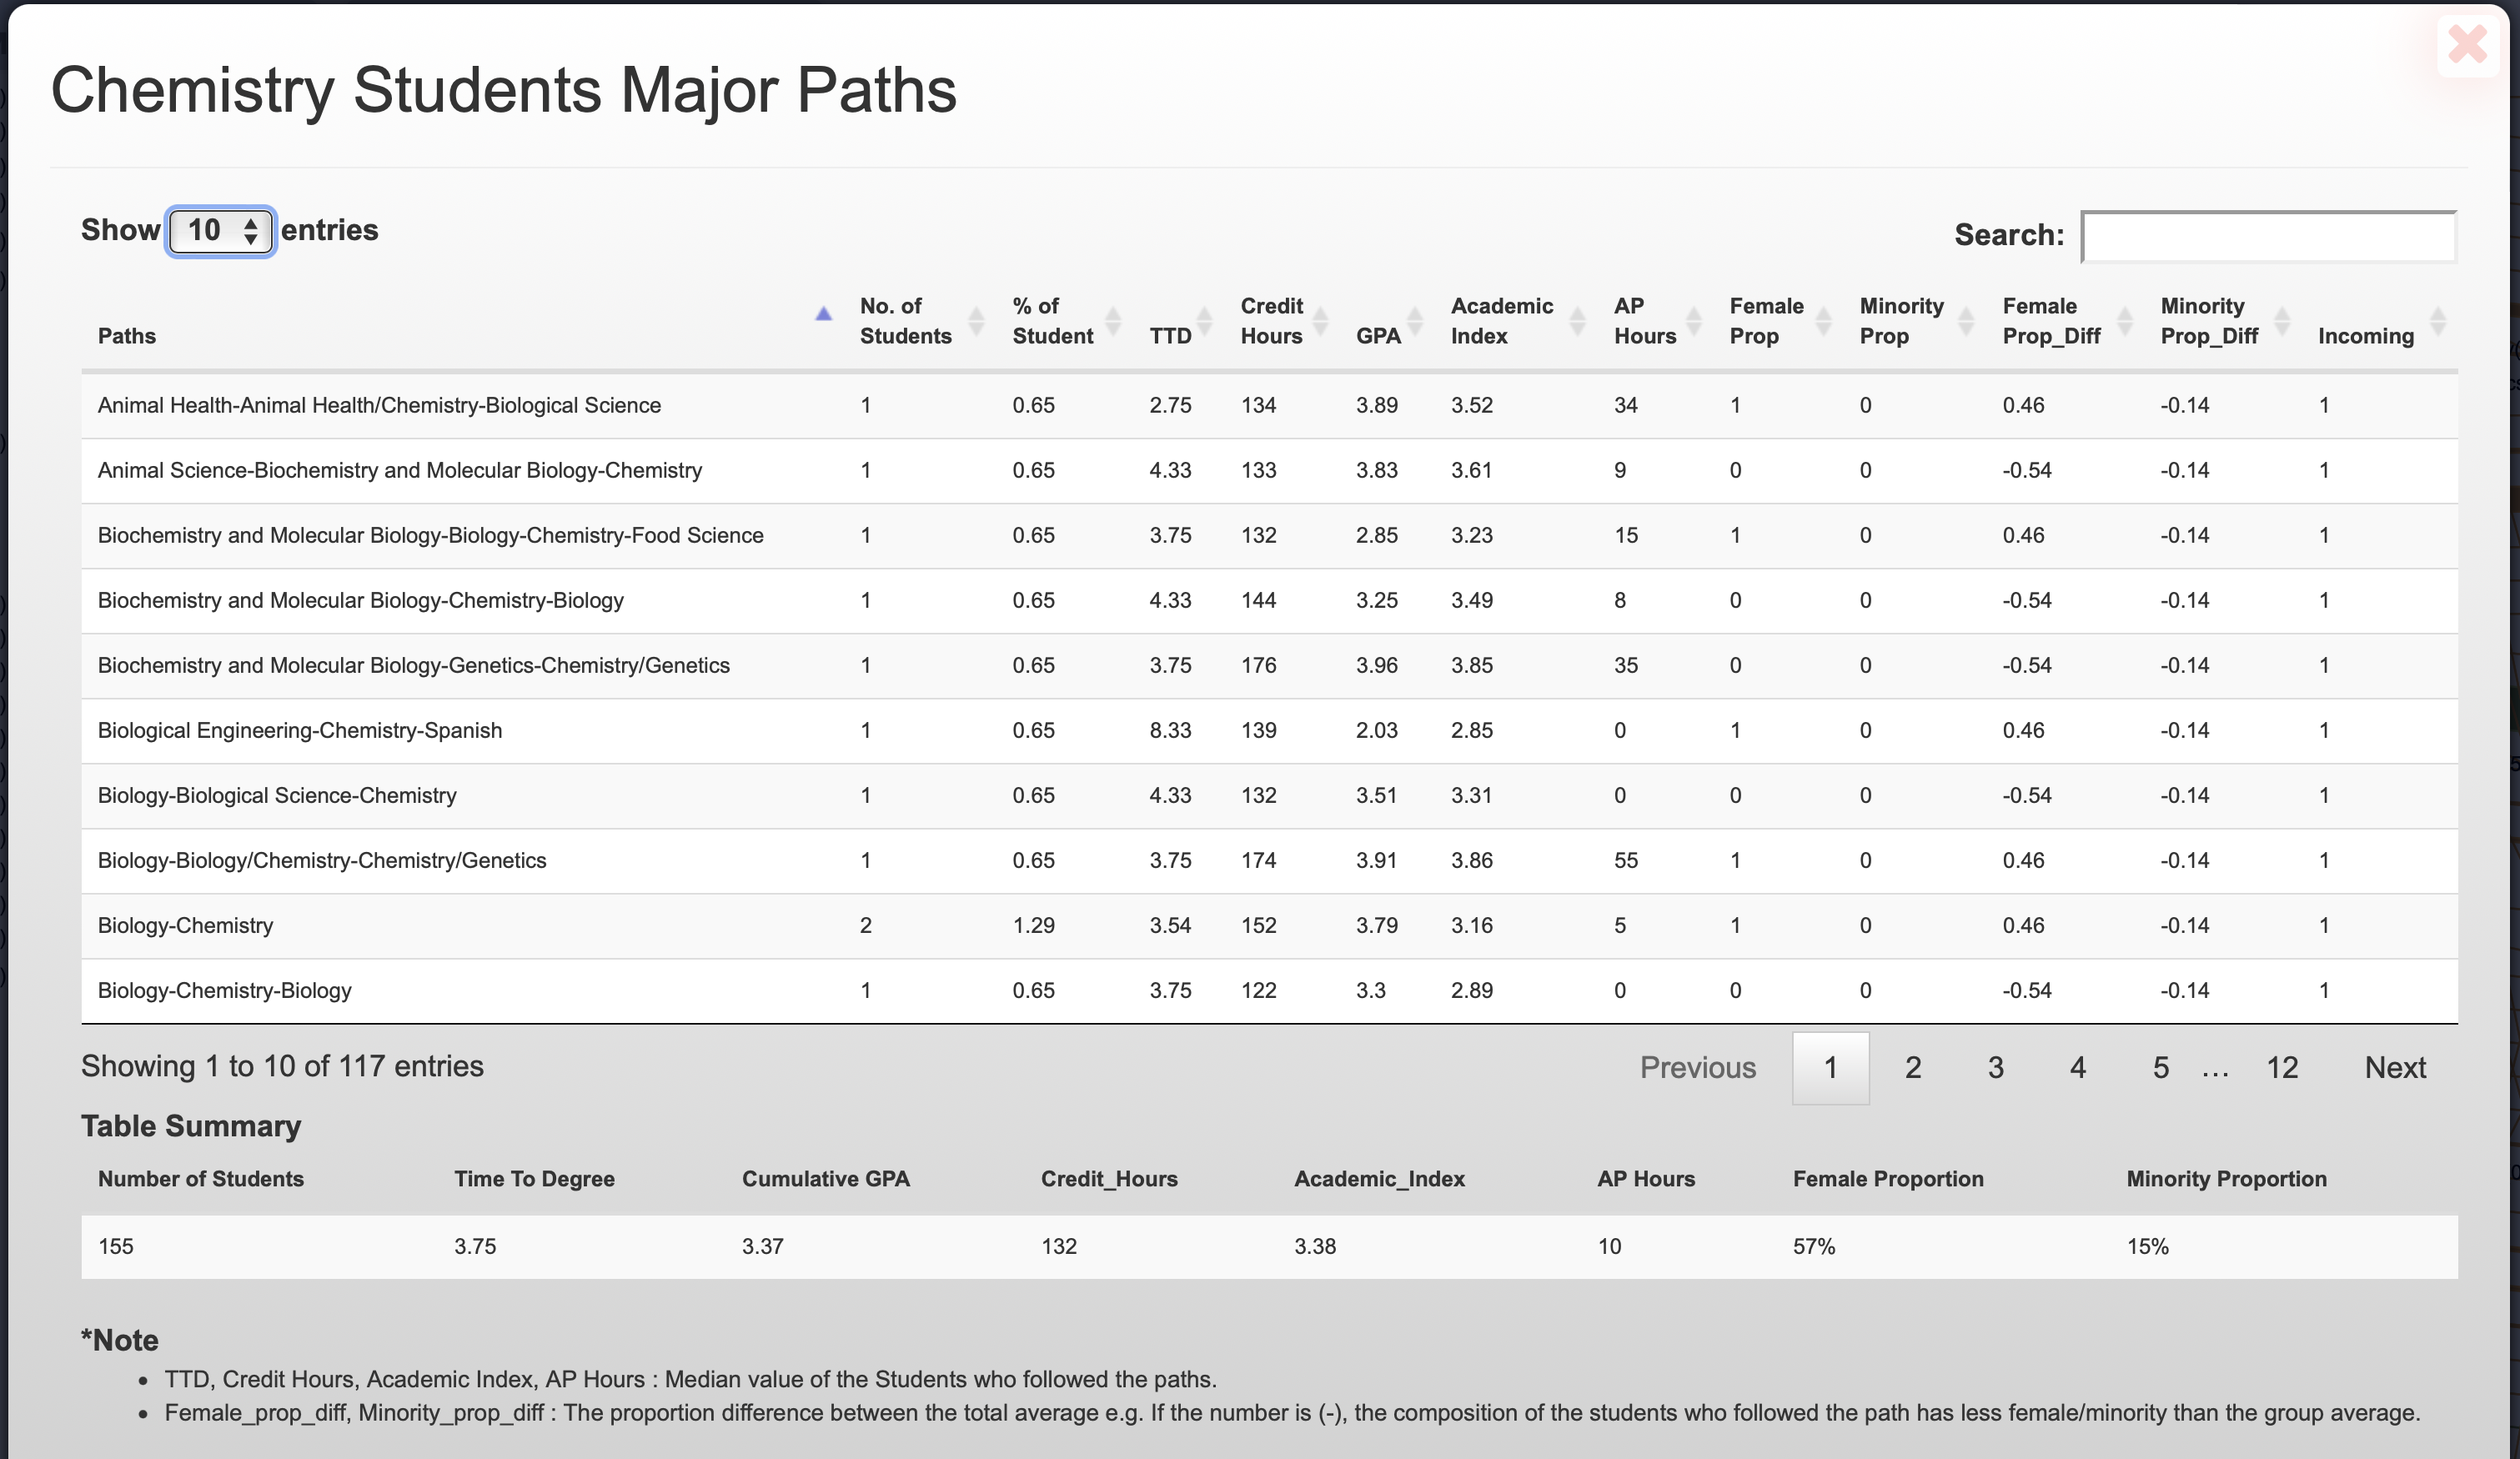 Chemistry Students Major Paths
Show 10 entries
Search:
Paths No. of Students % of Student TTD Credit Hours GPA Academic Index AP Hours Female Prop Minority Prop Female Prop_Diff Minority Prop_Diff Incoming
Animal Health-Animal Health/Chemistry-Biological Science 1 0.65 2.75 134 3.89 3.52 34 1 0 0.46 -0.14 1
Animal Science-Biochemistry and Molecular Biology-Chemistry 1 0.65 4.33 133 3.83 3.61 9 0 0 -0.54 -0.14 1
Biochemistry and Molecular Biology-Biology-Chemistry-Food Science 1 0.65 3.75 132 2.85 3.23 15 1 0 0.46 -0.14 1
Biochemistry and Molecular Biology-Chemistry-Biology 1 0.65 4.33 144 3.25 3.49 8 0 0 -0.54 -0.14 1
Biochemistry and Molecular Biology-Genetics-Chemistry/Genetics 1 0.65 3.75 176 3.96 3.85 35 0 0 -0.54 -0.14 1
Biological Engineering-Chemistry-Spanish 1 0.65 8.33 139 2.03 2.85 0 1 0 0.46 -0.14 1
Biology-Biological Science-Chemistry 1 0.65 4.33 132 3.51 3.31 0 0 0 -0.54 -0.14 1
Biology-Biology/Chemistry-Chemistry/Genetics 1 0.65 3.75 174 3.91 3.86 55 1 0 0.46 -0.14 1
Biology-Chemistry 2 1.29 3.54 152 3.79 3.16 5 1 0 0.46 -0.14 1
Biology-Chemistry-Biology 1 0.65 3.75 122 3.3 2.89 0 0 0 -0.54 -0.14 1
Showing 1 to 10 of 117 entries
Previous 1 2 3 4 5 … 12 Next
Table Summary
Number of Students Time To Degree Cumulative GPA Credit_Hours Academic_Index AP Hours Female Proportion Minority Proportion
155 3.75 3.37 132 3.38 10 57% 15%
*Note
• TTD, Credit Hours, Academic Index, AP Hours : Median value of the Students who followed the paths.
• Female_prop_diff, Minority_prop_diff : The proportion difference between the total average e.g. If the number is (-), the composition of the students who followed the path has less female/minority than the group average.